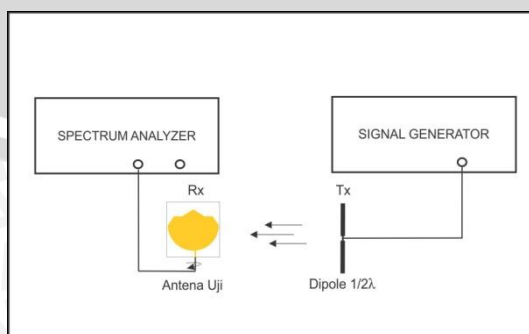 SPECTRUM ANALYZER
SIGNAL GENERATOR
Rx
Tx
Antena Uji
Dipole 1/2λ